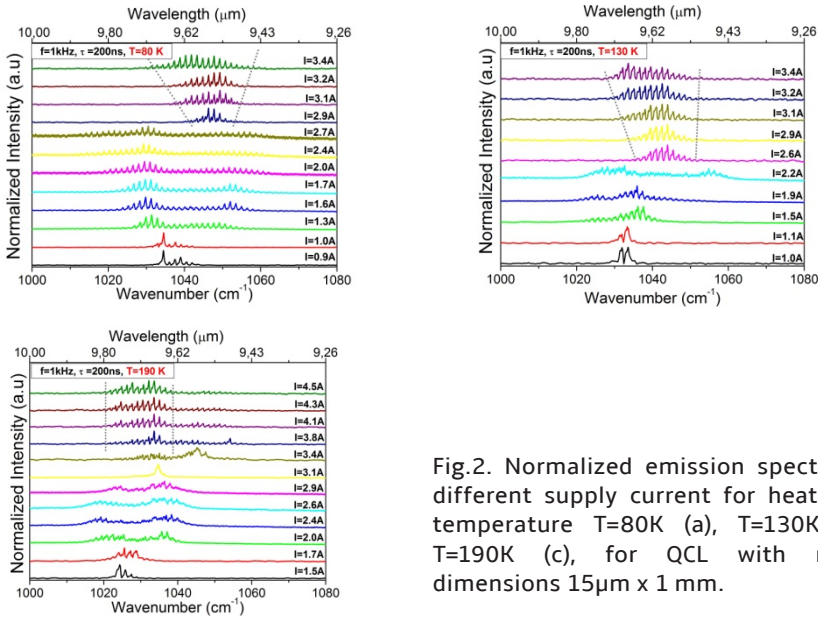 Wavelength (μm)
10,00 9,80 9,62 9,43 9,26
f=1kHz, τ =200ns, T=80 K
I=3.4A
I=3.2A
I=3.1A
I=2.9A
I=2.7A
I=2.4A
I=2.0A
I=1.7A
I=1.6A
I=1.3A
I=1.0A
I=0.9A
Normalized Intensity (a.u)
1000 1020 1040 1060 1080
Wavenumber (cm⁻¹)
Wavelength (μm)
10,00 9,80 9,62 9,43 9,26
f=1kHz, τ =200ns, T=130 K
I=3.4A
I=3.2A
I=3.1A
I=2.9A
I=2.6A
I=2.2A
I=1.9A
I=1.5A
I=1.1A
I=1.0A
Normalized Intensity (a.u)
1000 1020 1040 1060 1080
Wavenumber (cm⁻¹)
Wavelength (μm)
10,00 9,80 9,62 9,43 9,26
f=1kHz, τ =200ns, T=190 K
I=4.5A
I=4.3A
I=4.1A
I=3.8A
I=3.4A
I=3.1A
I=2.9A
I=2.6A
I=2.4A
I=2.0A
I=1.7A
I=1.5A
Normalized Intensity (a.u)
1000 1020 1040 1060 1080
Wavenumber (cm⁻¹)
Fig.2. Normalized emission spect
different supply current for heat
temperature T=80K (a), T=130K
T=190K (c), for QCL with
dimensions 15μm x 1 mm.